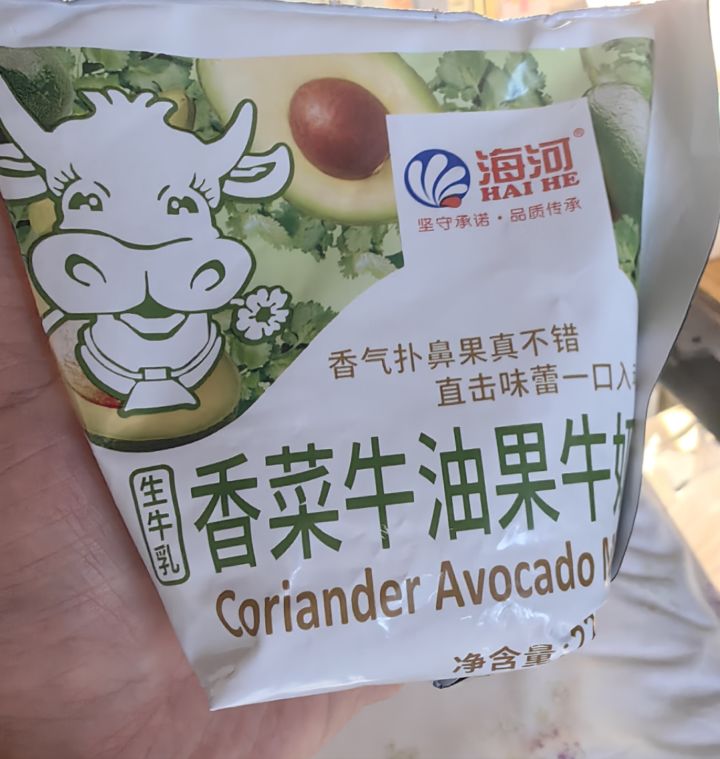 海河®
HAI HE
坚守承诺·品质传承
香气扑鼻果真不错
直击味蕾一口入
生牛乳
香菜牛油果牛奶
Coriander Avocado
净含量: